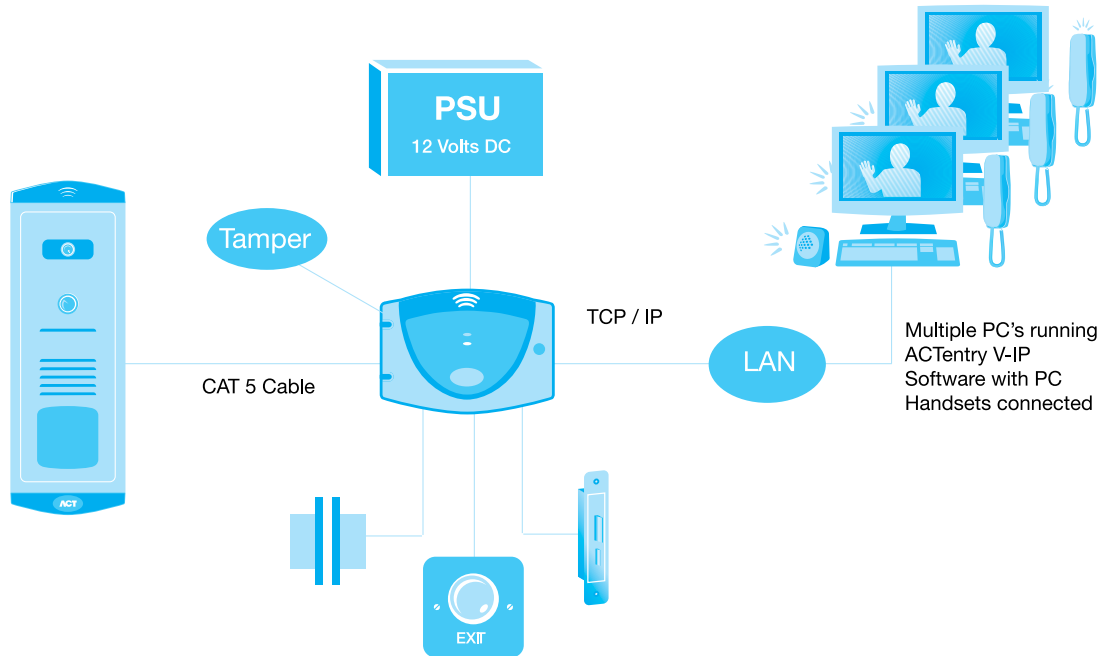 PSU
12 Volts DC
Tamper
TCP / IP
LAN
CAT 5 Cable
Multiple PC's running
ACTentry V-IP
Software with PC
Handsets connected
ACT
EXIT